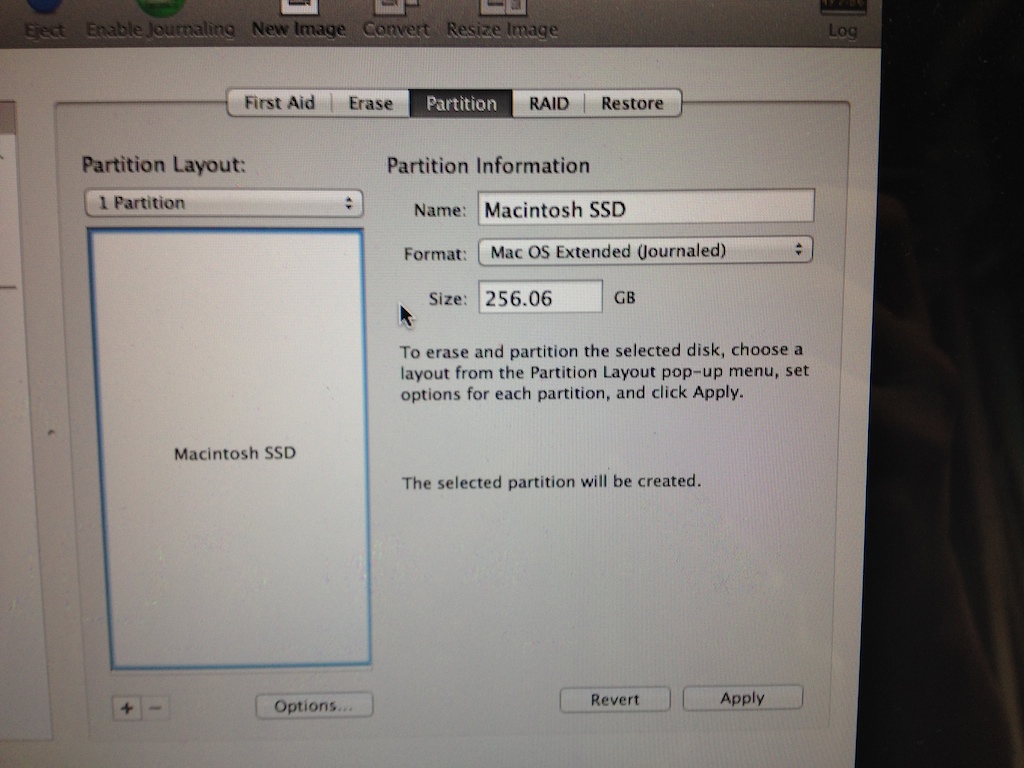 Eject Enable Journaling New Image Convert Resize Image Log
First Aid Erase Partition RAID Restore
Partition Layout:
1 Partition
Macintosh SSD
+ −
Options...
Partition Information
Name: Macintosh SSD
Format: Mac OS Extended (Journaled)
Size: 256.06 GB
To erase and partition the selected disk, choose a
layout from the Partition Layout pop-up menu, set
options for each partition, and click Apply.
The selected partition will be created.
Revert Apply